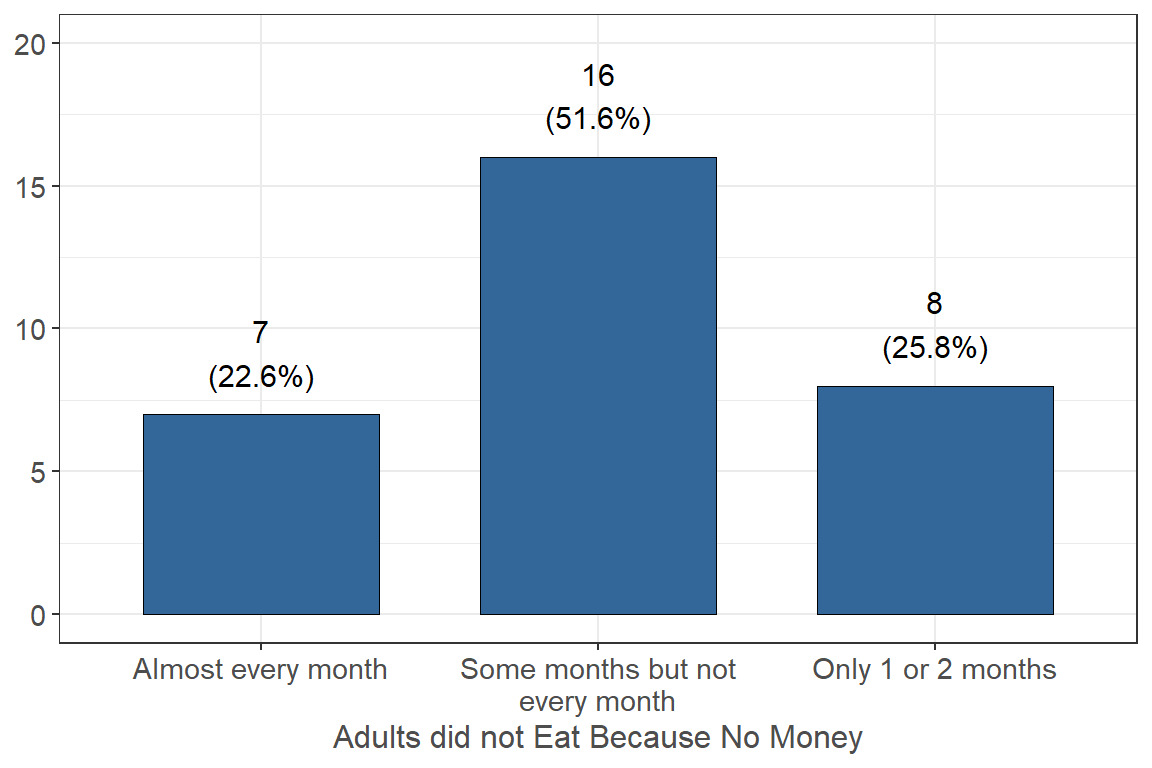 20
15
10
5
0
7
(22.6%)
16
(51.6%)
8
(25.8%)
Almost every month
Some months but not
every month
Only 1 or 2 months
Adults did not Eat Because No Money